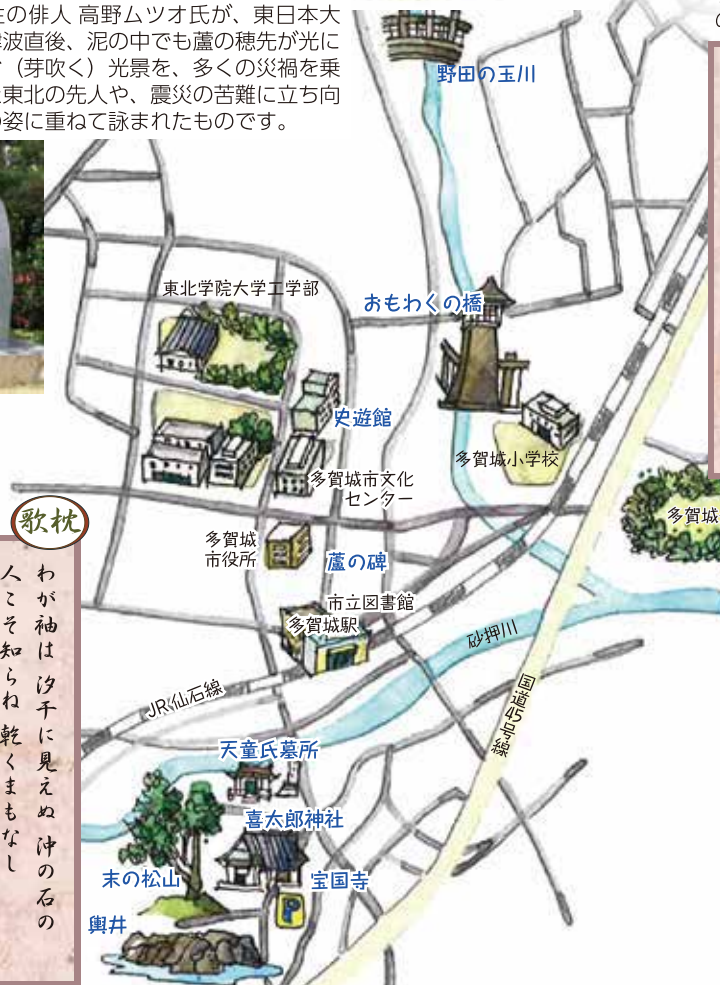 の俳人 高野ムツオ氏が、東日本大
波直後、泥の中でも蘆の穂先が光に
（芽吹く）光景を、多くの災禍を乗
東北の先人や、震災の苦難に立ち向
姿に重ねて詠まれたものです。
の
野田の玉川
東北学院大学工学部
おもわくの橋
史遊館
多賀城小学校
多賀城市文化
センター
多賀城
歌枕
多賀城
市役所
蘆の碑
わが袖は 汐干に見えぬ 沖の石の
人こそ知らね 乾くまもなし
市立図書館
多賀城駅
砂押川
JR仙石線
国道45号線
天童氏墓所
喜太郎神社
末の松山
宝国寺
P
興井